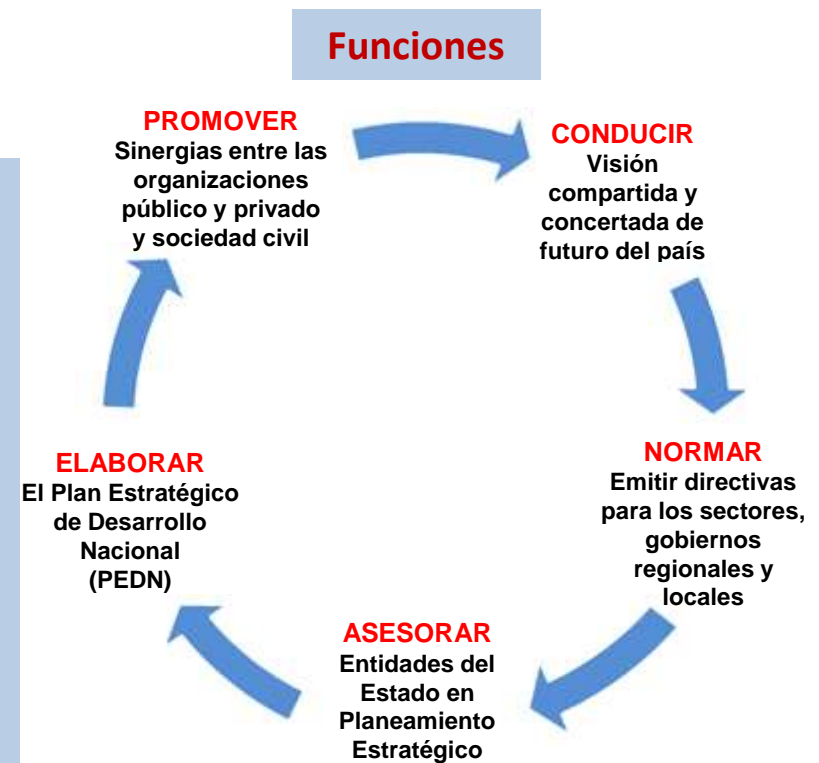 Funciones
PROMOVER
Sinergias entre las
organizaciones
público y privado
y sociedad civil
CONDUCIR
Visión
compartida y
concertada de
futuro del país
NORMAR
Emitir directivas
para los sectores,
gobiernos
regionales y
locales
ASESORAR
Entidades del
Estado en
Planeamiento
Estratégico
ELABORAR
El Plan Estratégico
de Desarrollo
Nacional
(PEDN)